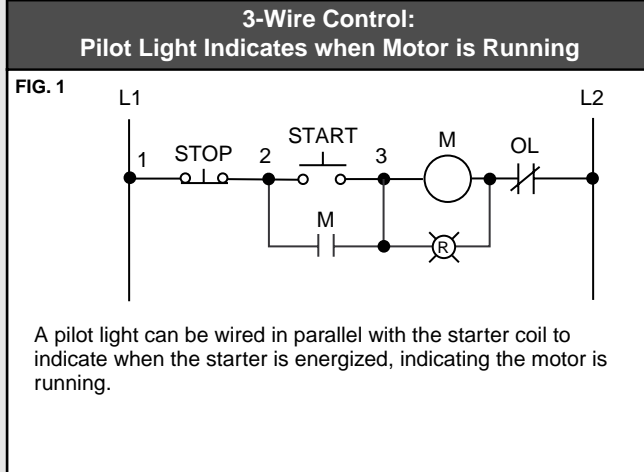 3-Wire Control:
Pilot Light Indicates when Motor is Running
FIG. 1
L1
L2
1
STOP
2
START
3
M
OL
M
R
A pilot light can be wired in parallel with the starter coil to
indicate when the starter is energized, indicating the motor is
running.